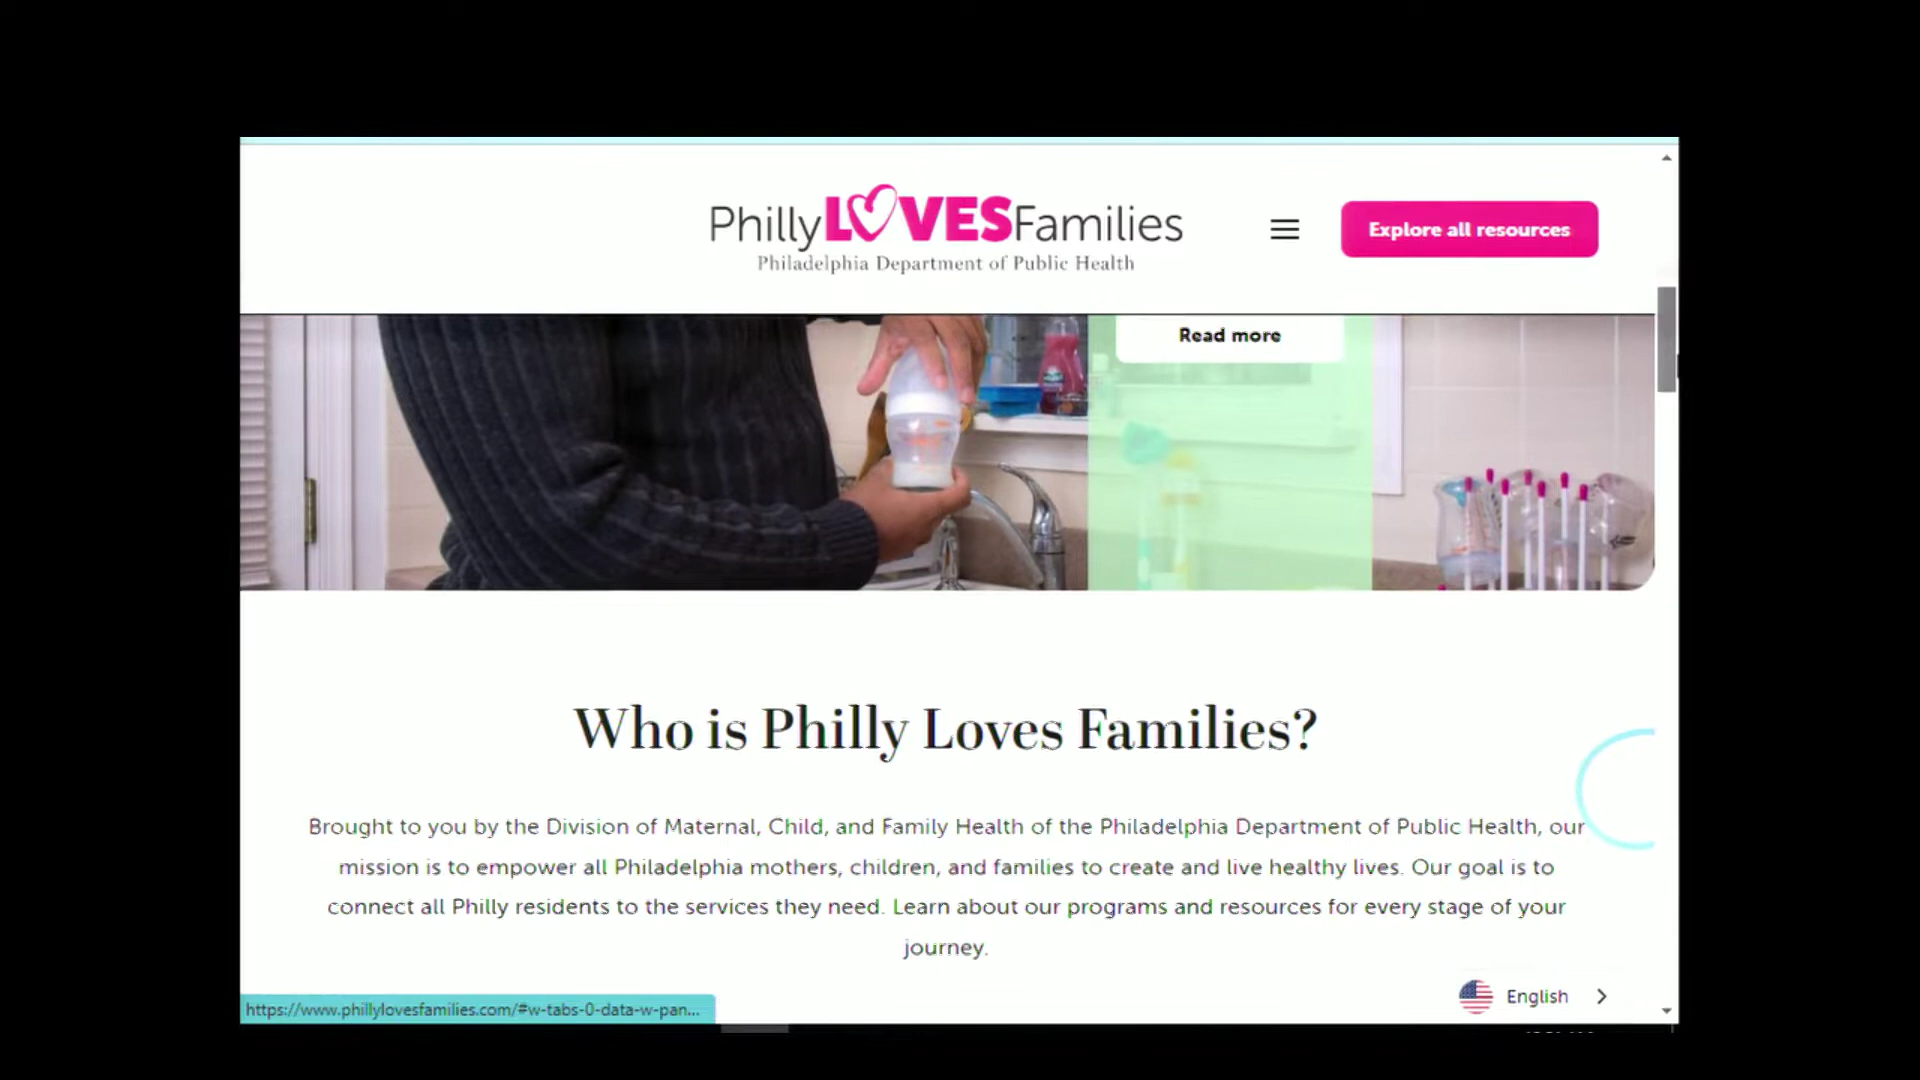 PhillyLOVESFamilies
Philadelphia Department of Public Health
Explore all resources
Read more
Who is Philly Loves Families?
Brought to you by the Division of Maternal, Child, and Family Health of the Philadelphia Department of Public Health, our
mission is to empower all Philadelphia mothers, children, and families to create and live healthy lives. Our goal is to
connect all Philly residents to the services they need. Learn about our programs and resources for every stage of your
journey.
English
https://www.phillylovesfamilies.com/#w-tabs-0-data-w-pan...